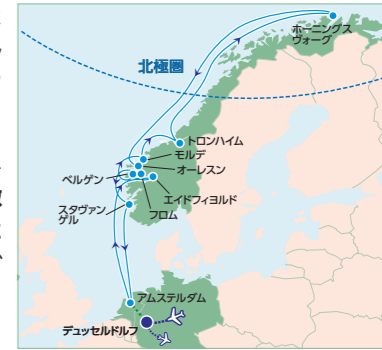 ホーニングス
ヴォーグ
北極圏
トロンハイム
モルデ
オーレスン
ベルゲン
エイドフィヨルド
フロム
スタヴァン
ゲル
アムステルダム
デュッセルドルフ